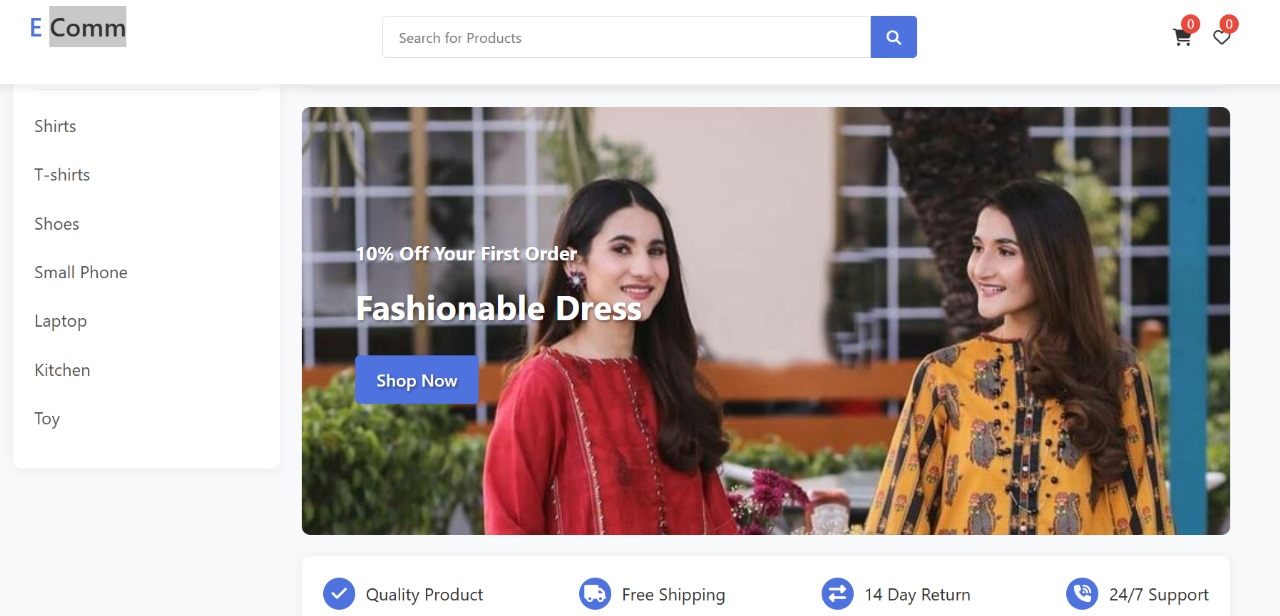 E Comm
Search for Products
0
0
Shirts
T-shirts
Shoes
Small Phone
Laptop
Kitchen
Toy
10% Off Your First Order
Fashionable Dress
Shop Now
Quality Product
Free Shipping
14 Day Return
24/7 Support